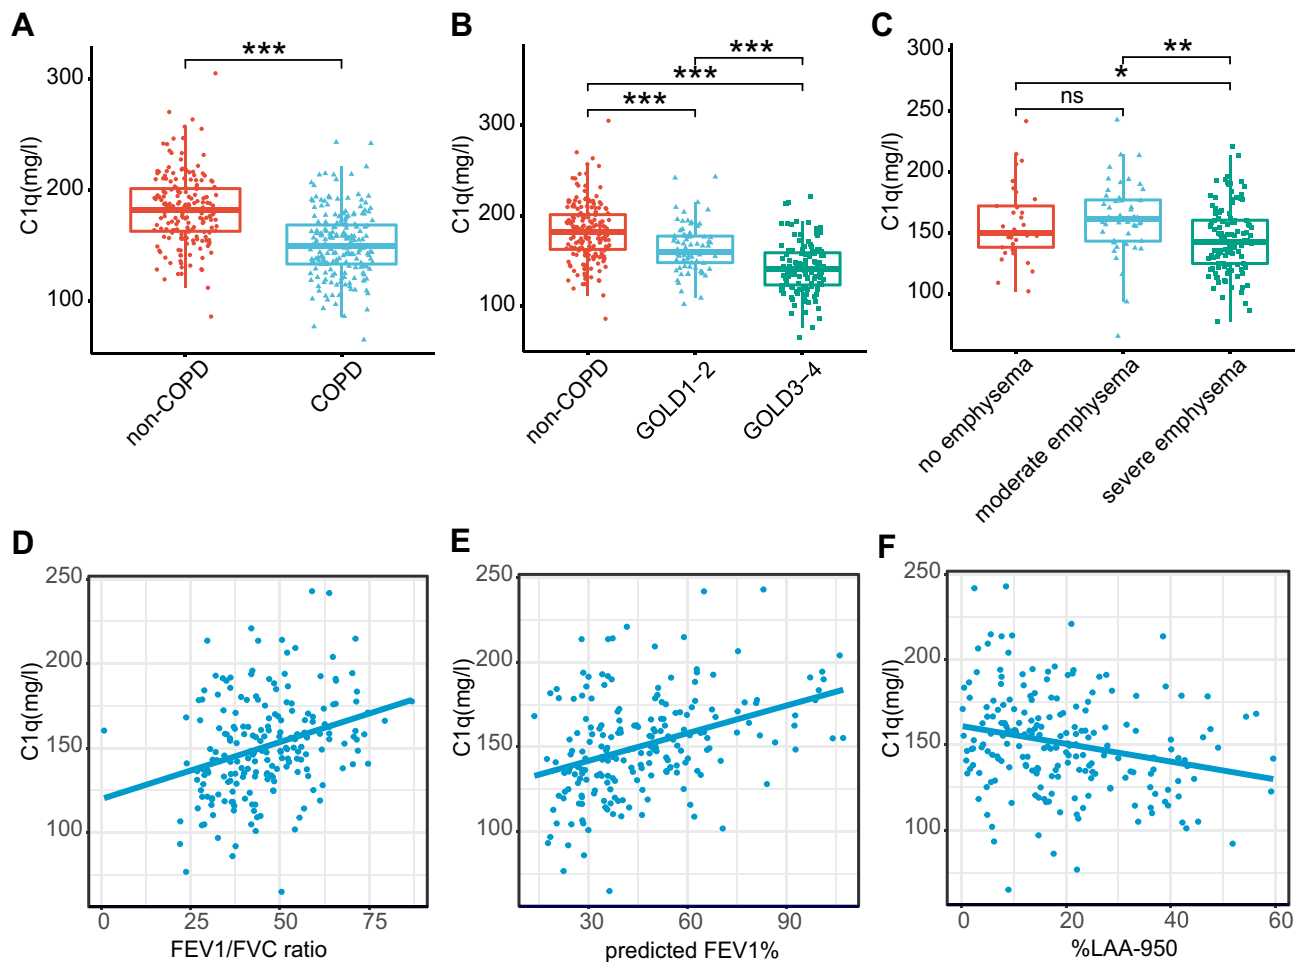 A
***
C1q(mg/l)
300
200
100
non-COPD
COPD
B
***
***
***
C1q(mg/l)
300
200
100
non-COPD
GOLD1-2
GOLD3-4
C
**
*
ns
C1q(mg/l)
300
250
200
150
100
no emphysema
moderate emphysema
severe emphysema
D
C1q(mg/l)
250
200
150
100
0
25
50
75
FEV1/FVC ratio
E
C1q(mg/l)
250
200
150
100
30
60
90
predicted FEV1%
F
C1q(mg/l)
250
200
150
100
0
20
40
60
%LAA-950